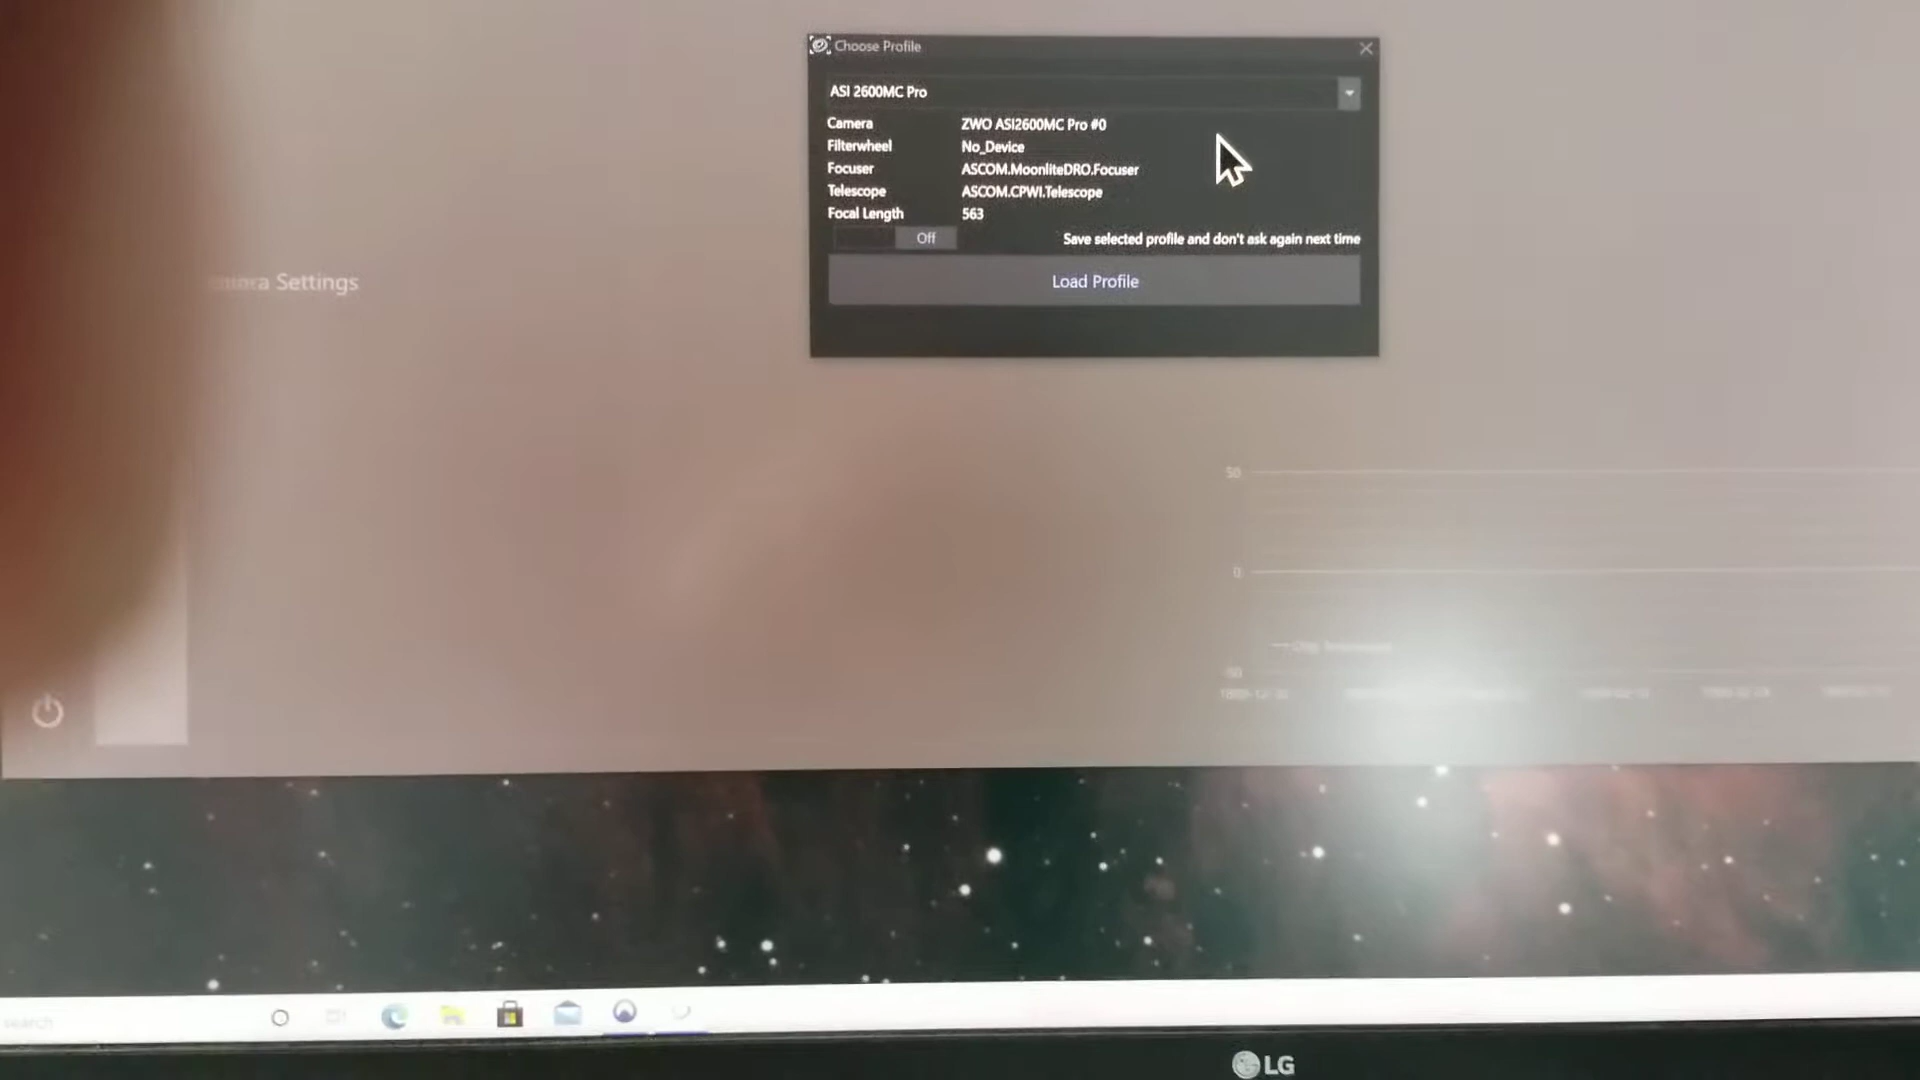 Choose Profile
ASI 2600MC Pro
Camera ZWO ASI2600MC Pro #0
Filterwheel No_Device
Focuser ASCOM.MoonliteDRO.Focuser
Telescope ASCOM.CPWI.Telescope
Focal Length 563
Off Save selected profile and don't ask again next time
Load Profile
Settings
50
0
LG